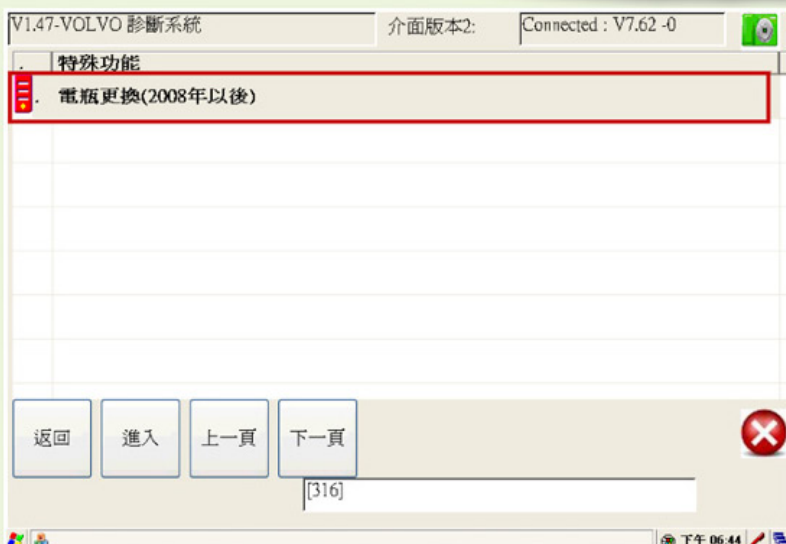 V1.47-VOLVO 診斷系統 介面版本2: Connected : V7.62 -0
. 特殊功能
. 電瓶更換(2008年以後)
返回 進入 上一頁 下一頁
[316]
下午 06:44